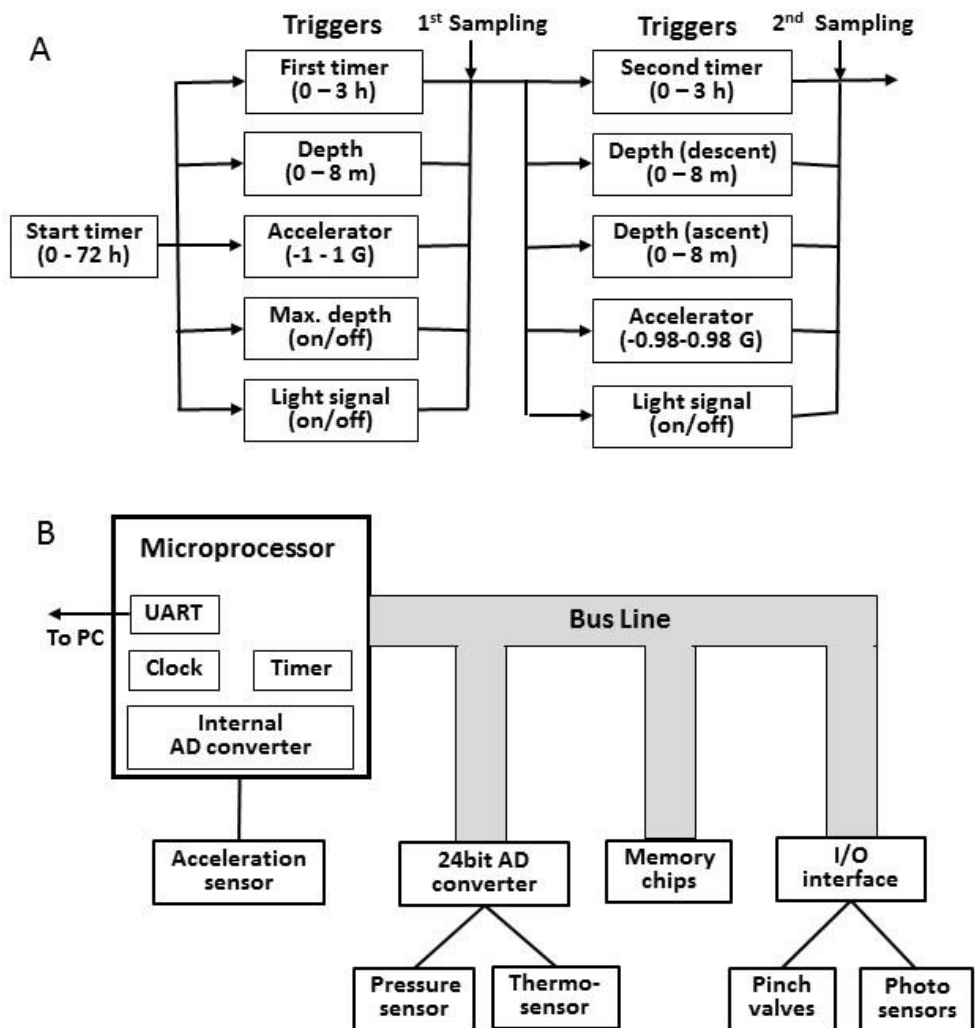 A
Triggers
1st Sampling
Triggers
2nd Sampling
First timer
(0 – 3 h)
Second timer
(0 – 3 h)
Depth
(0 – 8 m)
Depth (descent)
(0 – 8 m)
Start timer
(0 - 72 h)
Accelerator
(-1 - 1 G)
Depth (ascent)
(0 – 8 m)
Max. depth
(on/off)
Accelerator
(-0.98-0.98 G)
Light signal
(on/off)
Light signal
(on/off)
B
Microprocessor
UART
To PC
Clock
Timer
Internal
AD converter
Bus Line
Acceleration
sensor
24bit AD
converter
Memory
chips
I/O
interface
Pressure
sensor
Thermo-
sensor
Pinch
valves
Photo
sensors